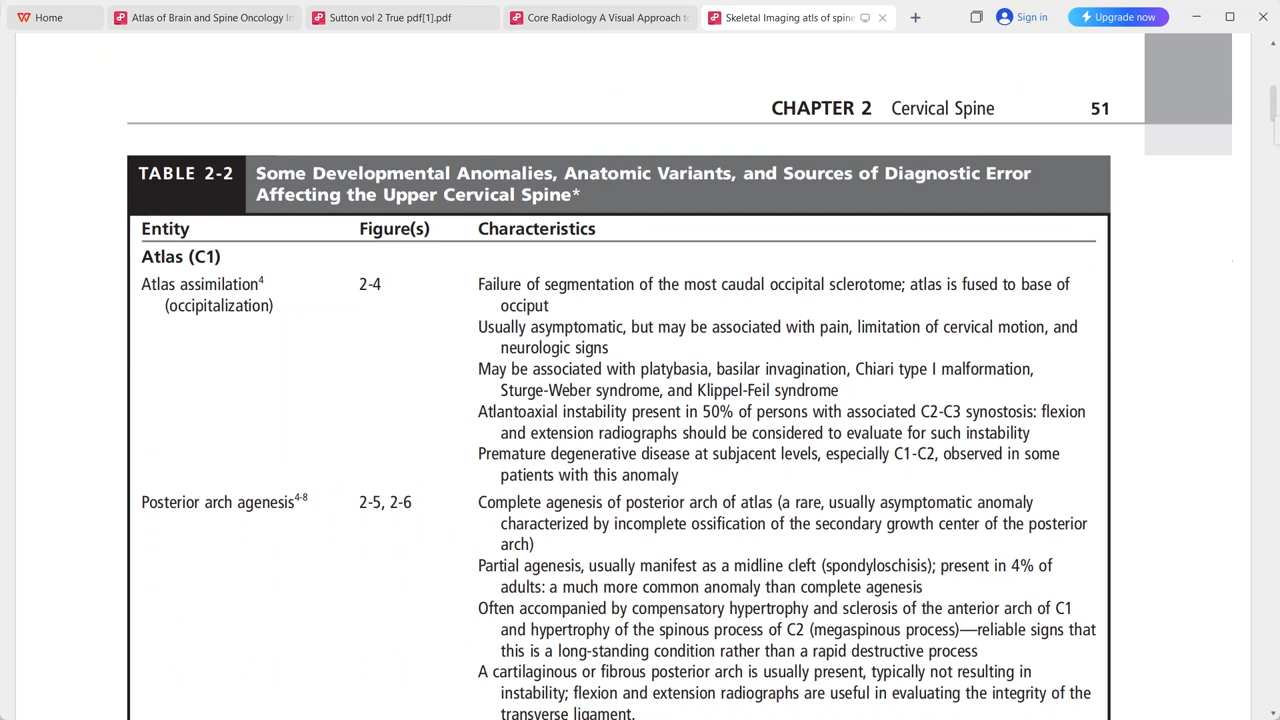 Home
Atlas of Brain and Spine Oncology In
Sutton vol 2 True pdf[1].pdf
Core Radiology A Visual Approach to
Skeletal Imaging atls of spine
Sign in
Upgrade now
CHAPTER 2 Cervical Spine 51
TABLE 2-2 Some Developmental Anomalies, Anatomic Variants, and Sources of Diagnostic Error
Affecting the Upper Cervical Spine*
Entity Figure(s) Characteristics
Atlas (C1)
Atlas assimilation4 2-4 Failure of segmentation of the most caudal occipital sclerotome; atlas is fused to base of
(occipitalization) occiput
Usually asymptomatic, but may be associated with pain, limitation of cervical motion, and
neurologic signs
May be associated with platybasia, basilar invagination, Chiari type I malformation,
Sturge-Weber syndrome, and Klippel-Feil syndrome
Atlantoaxial instability present in 50% of persons with associated C2-C3 synostosis: flexion
and extension radiographs should be considered to evaluate for such instability
Premature degenerative disease at subjacent levels, especially C1-C2, observed in some
patients with this anomaly
Posterior arch agenesis4-8 2-5, 2-6 Complete agenesis of posterior arch of atlas (a rare, usually asymptomatic anomaly
characterized by incomplete ossification of the secondary growth center of the posterior
arch)
Partial agenesis, usually manifest as a midline cleft (spondyloschisis); present in 4% of
adults: a much more common anomaly than complete agenesis
Often accompanied by compensatory hypertrophy and sclerosis of the anterior arch of C1
and hypertrophy of the spinous process of C2 (megaspinous process)—reliable signs that
this is a long-standing condition rather than a rapid destructive process
A cartilaginous or fibrous posterior arch is usually present, typically not resulting in
instability; flexion and extension radiographs are useful in evaluating the integrity of the
transverse ligament.